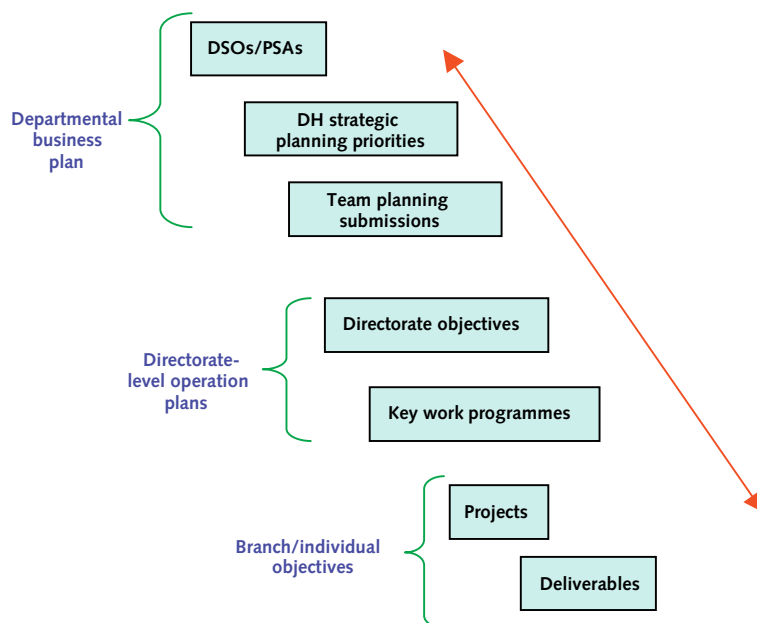 DSOs/PSAs
Departmental
business
plan
DH strategic
planning priorities
Team planning
submissions
Directorate objectives
Directorate-
level operation
plans
Key work programmes
Projects
Branch/individual
objectives
Deliverables